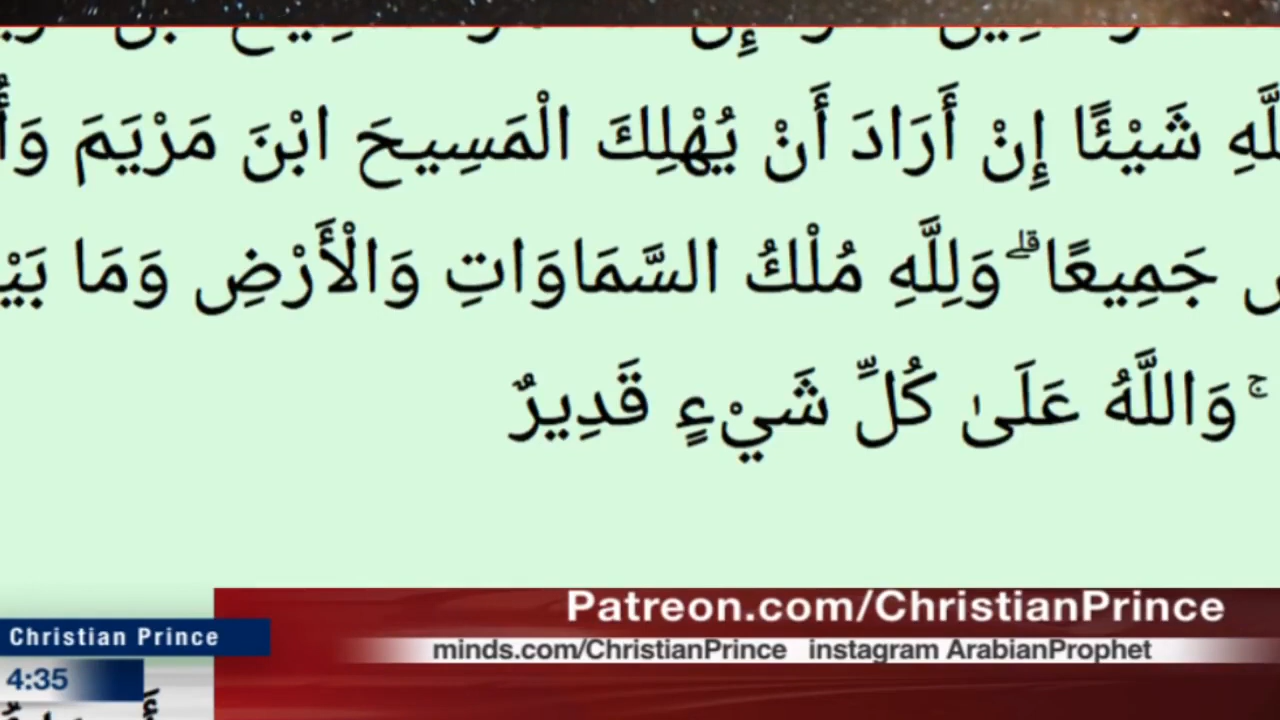 لَّهِ شَيْئًا إِنْ أَرَادَ أَنْ يُهْلِكَ الْمَسِيحَ ابْنَ مَرْيَمَ
جَمِيعًا ۗ وَلِلَّهِ مُلْكُ السَّمَاوَاتِ وَالْأَرْضِ وَمَا
ۚ وَاللَّهُ عَلَىٰ كُلِّ شَيْءٍ قَدِيرٌ
Patreon.com/ChristianPrince
Christian Prince
minds.com/ChristianPrince instagram ArabianProphet
4:35